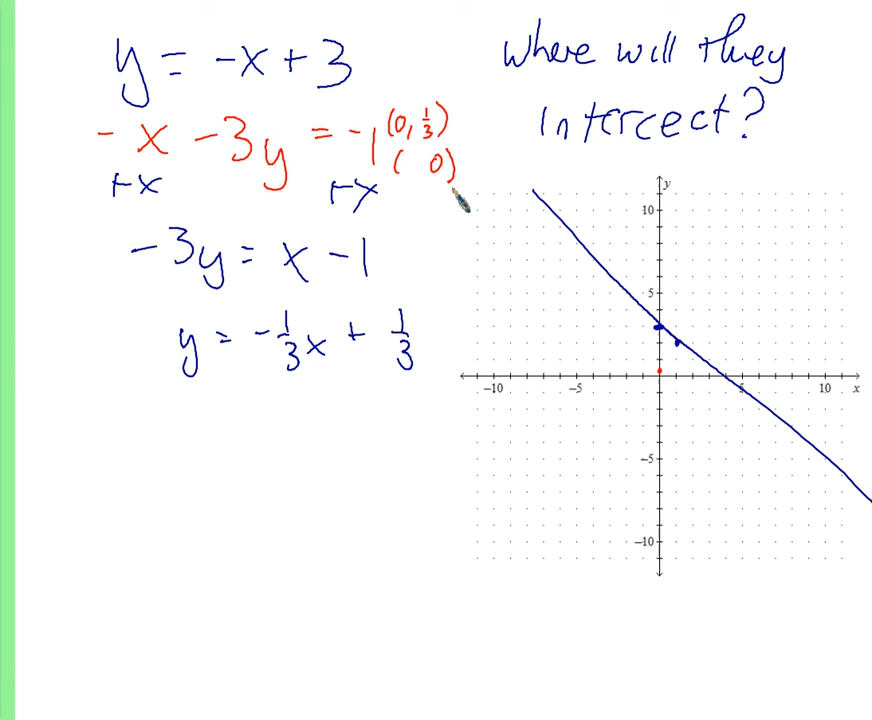 y = -x + 3
Where will they
intercect?
- x - 3y = -1 (0, 1/3)
( 0)
+x +x
-3y = x - 1
y = -1/3x + 1/3
y
10
5
-10 -5 5 10 x
-5
-10